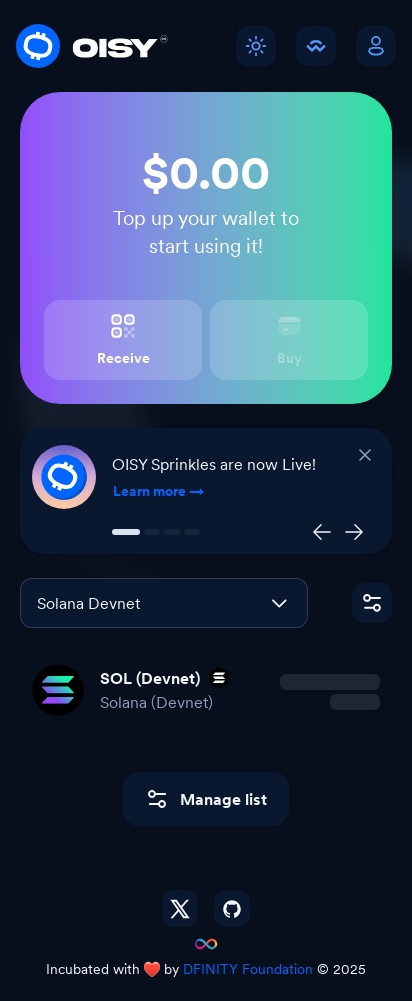 OISY
$0.00
Top up your wallet to
start using it!
Receive
Buy
OISY Sprinkles are now Live!
Learn more
Solana Devnet
SOL (Devnet)
Solana (Devnet)
Manage list
Incubated with ❤️ by DFINITY Foundation © 2025